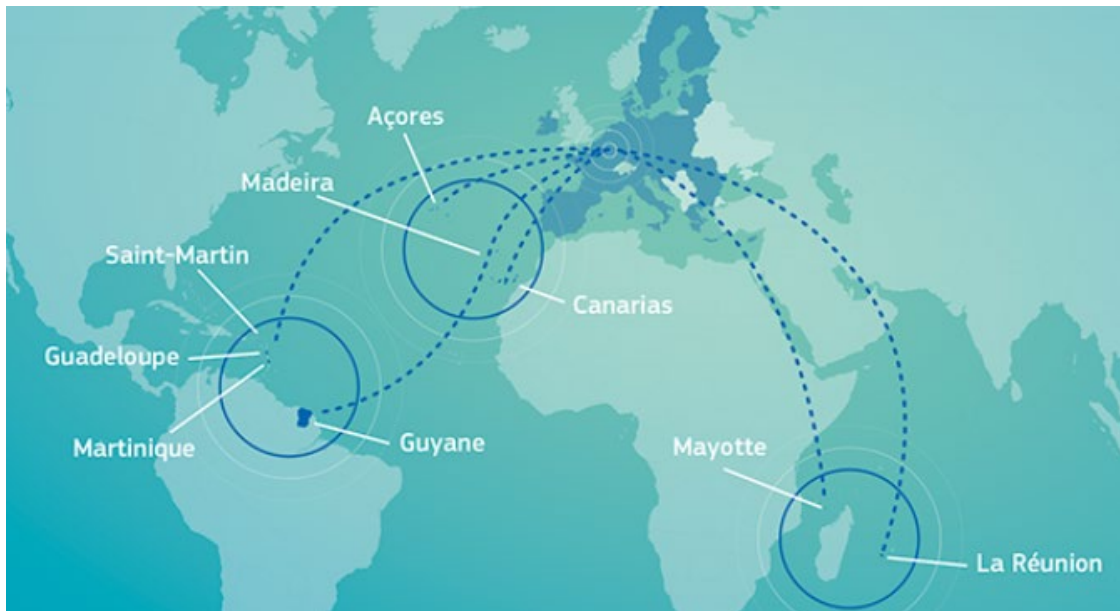 Açores
Madeira
Saint-Martin
Canarias
Guadeloupe
Martinique
Guyane
Mayotte
La Réunion